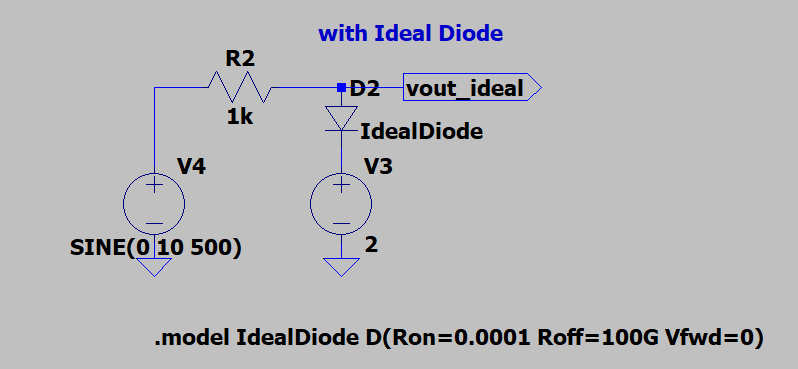 with Ideal Diode
R2
D2
vout_ideal
1k
IdealDiode
V4
V3
SINE(0 10 500)
2
.model IdealDiode D(Ron=0.0001 Roff=100G Vfwd=0)